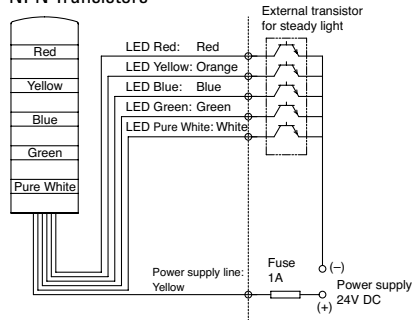 NPN Transistors
External transistor
for steady light
Red
Yellow
Blue
Green
Pure White
LED Red: Red
LED Yellow: Orange
LED Blue: Blue
LED Green: Green
LED Pure White: White
Power supply line:
Yellow
Fuse
1A
(–)
Power supply
24V DC
(+)